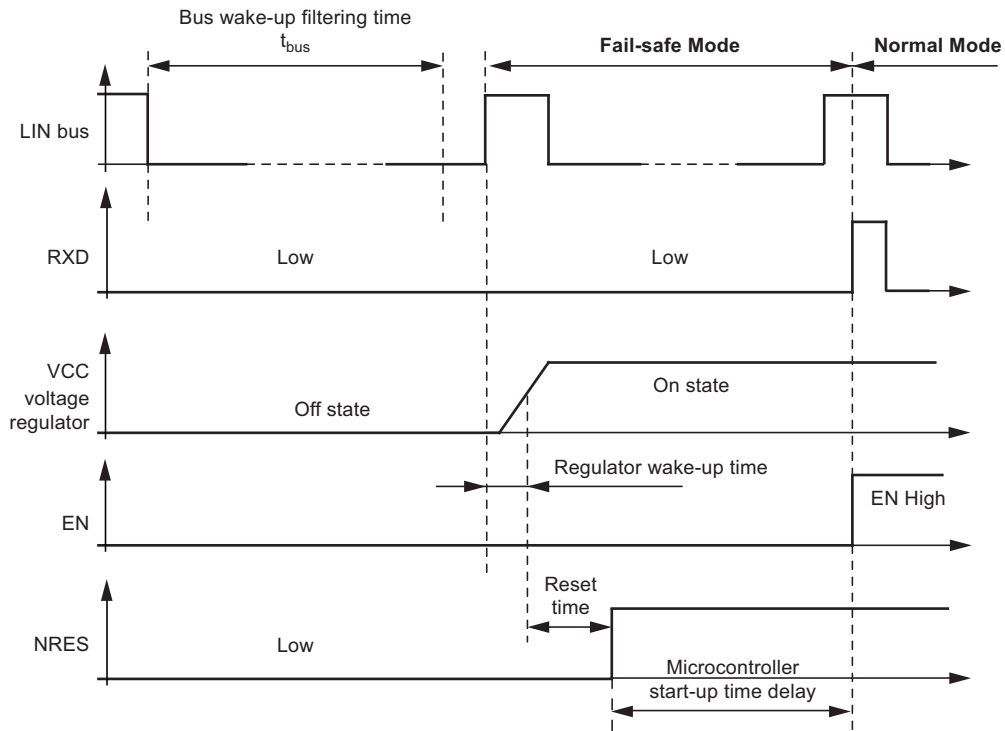 Bus wake-up filtering time
t_bus
Fail-safe Mode
Normal Mode
LIN bus
RXD
Low
Low
VCC
voltage
regulator
Off state
On state
Regulator wake-up time
EN
EN High
Reset
time
NRES
Low
Microcontroller
start-up time delay